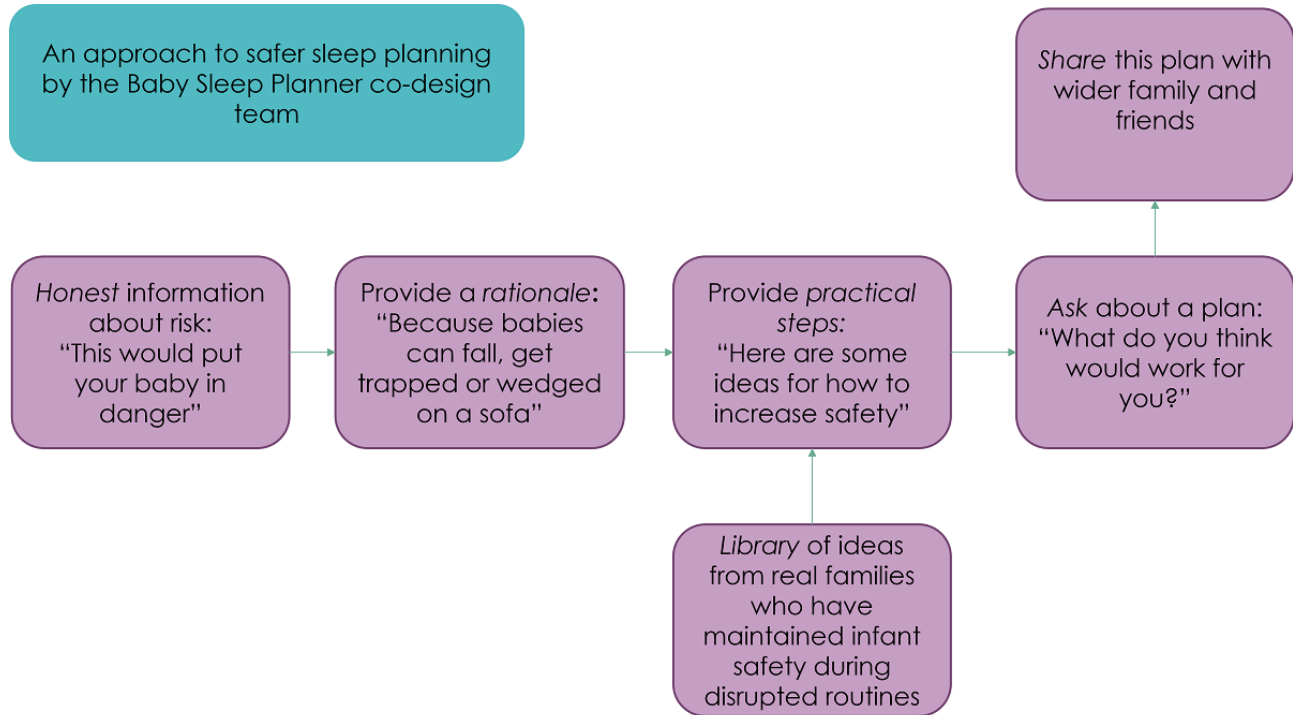 An approach to safer sleep planning
by the Baby Sleep Planner co-design
team
Share this plan with
wider family and
friends
Honest information
about risk:
“This would put
your baby in
danger”
Provide a rationale:
“Because babies
can fall, get
trapped or wedged
on a sofa”
Provide practical
steps:
“Here are some
ideas for how to
increase safety”
Ask about a plan:
“What do you think
would work for
you?”
Library of ideas
from real families
who have
maintained infant
safety during
disrupted routines